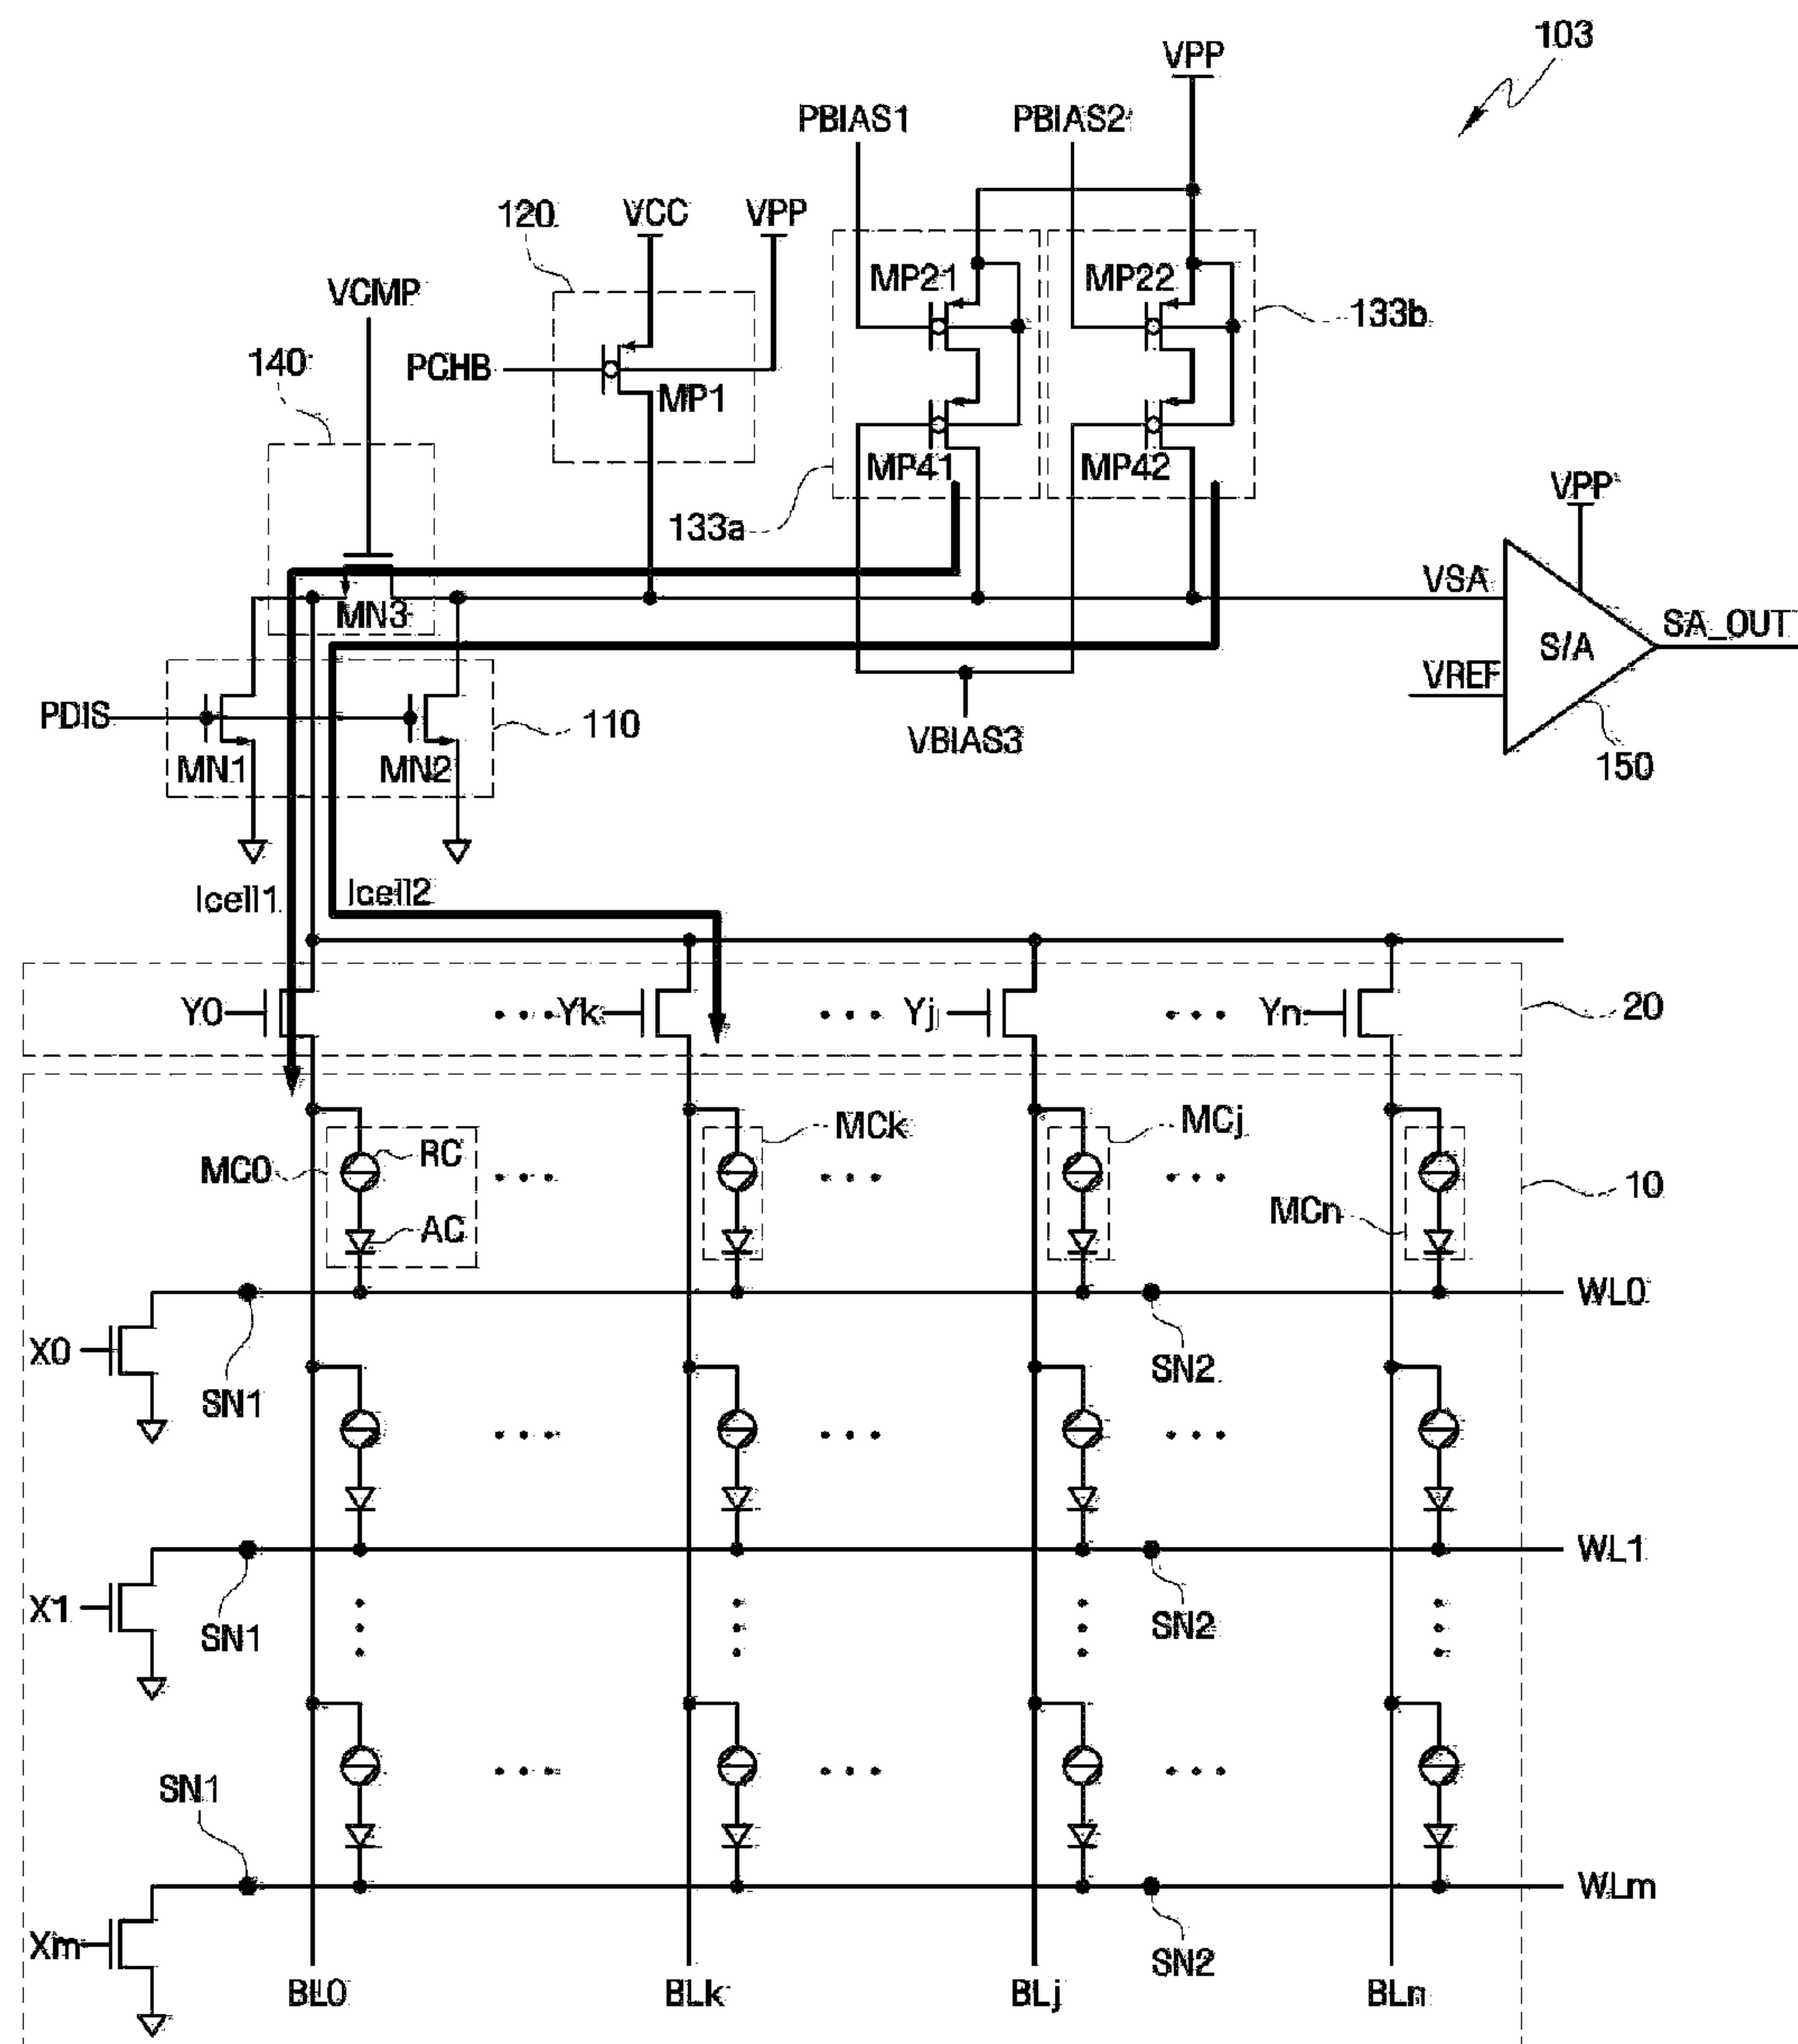 103
VPP
PBIAS1
PBIAS2
120
VCC
VPP
MP21
MP22
133b
VCMP
140
PCHB
MP1
MP41
MP42
133a
VPP
MN3
VSA
SA_OUT
S/A
VREF
PDIS
110
MN1
MN2
VBIAS3
150
Icell1
Icell2
Y0
Yk
Yj
Yn
20
MC0
RC
AC
MCk
MCj
MCn
10
WL0
X0
SN1
SN2
WL1
X1
SN1
SN2
SN1
WLm
Xm
SN2
BL0
BLk
BLj
BLn